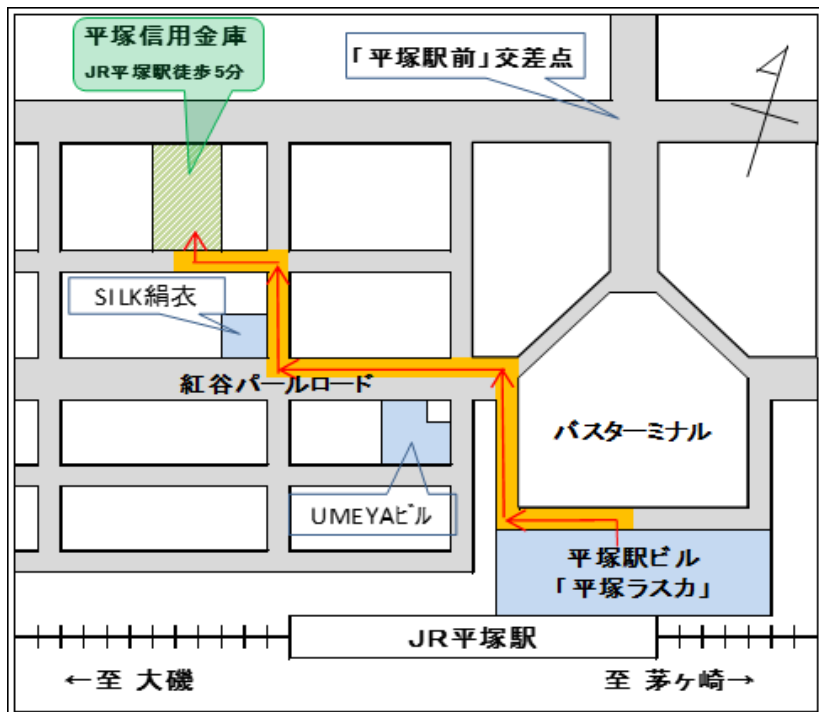 平塚信用金庫
JR平塚駅徒歩5分
「平塚駅前」交差点
SILK絹衣
紅谷パールロード
バスターミナル
UMEYAビル
平塚駅ビル
「平塚ラスカ」
JR平塚駅
←至 大磯
至 茅ヶ崎→